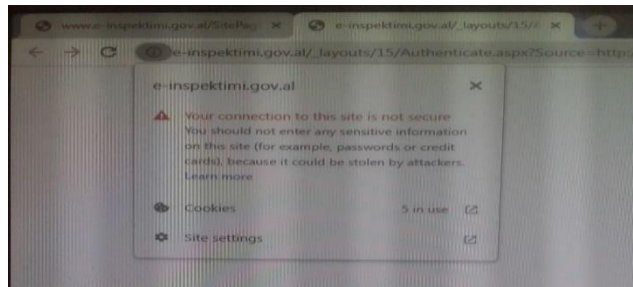 www.e-inspektimi.gov.al/SitePag
e-inspektimi.gov.al/_layouts/15/
e-inspektimi.gov.al/_layouts/15/Authenticate.aspx?Source=http
e-inspektimi.gov.al
Your connection to this site is not secure
You should not enter any sensitive information
on this site (for example, passwords or credit
cards), because it could be stolen by attackers.
Learn more
Cookies 5 in use
Site settings